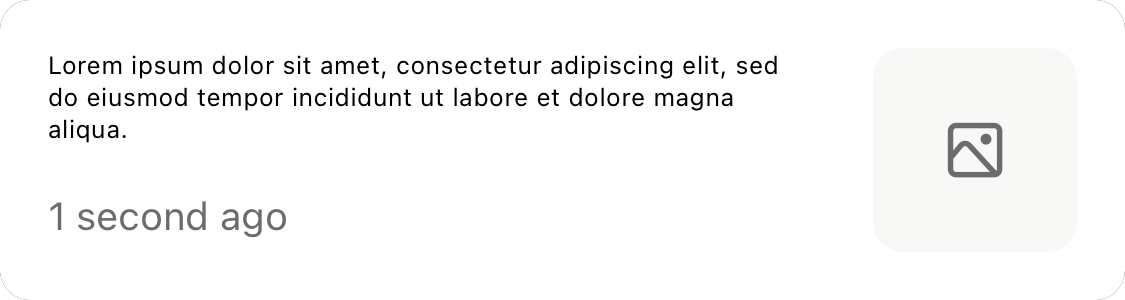 Lorem ipsum dolor sit amet, consectetur adipiscing elit, sed
do eiusmod tempor incididunt ut labore et dolore magna
aliqua.
1 second ago